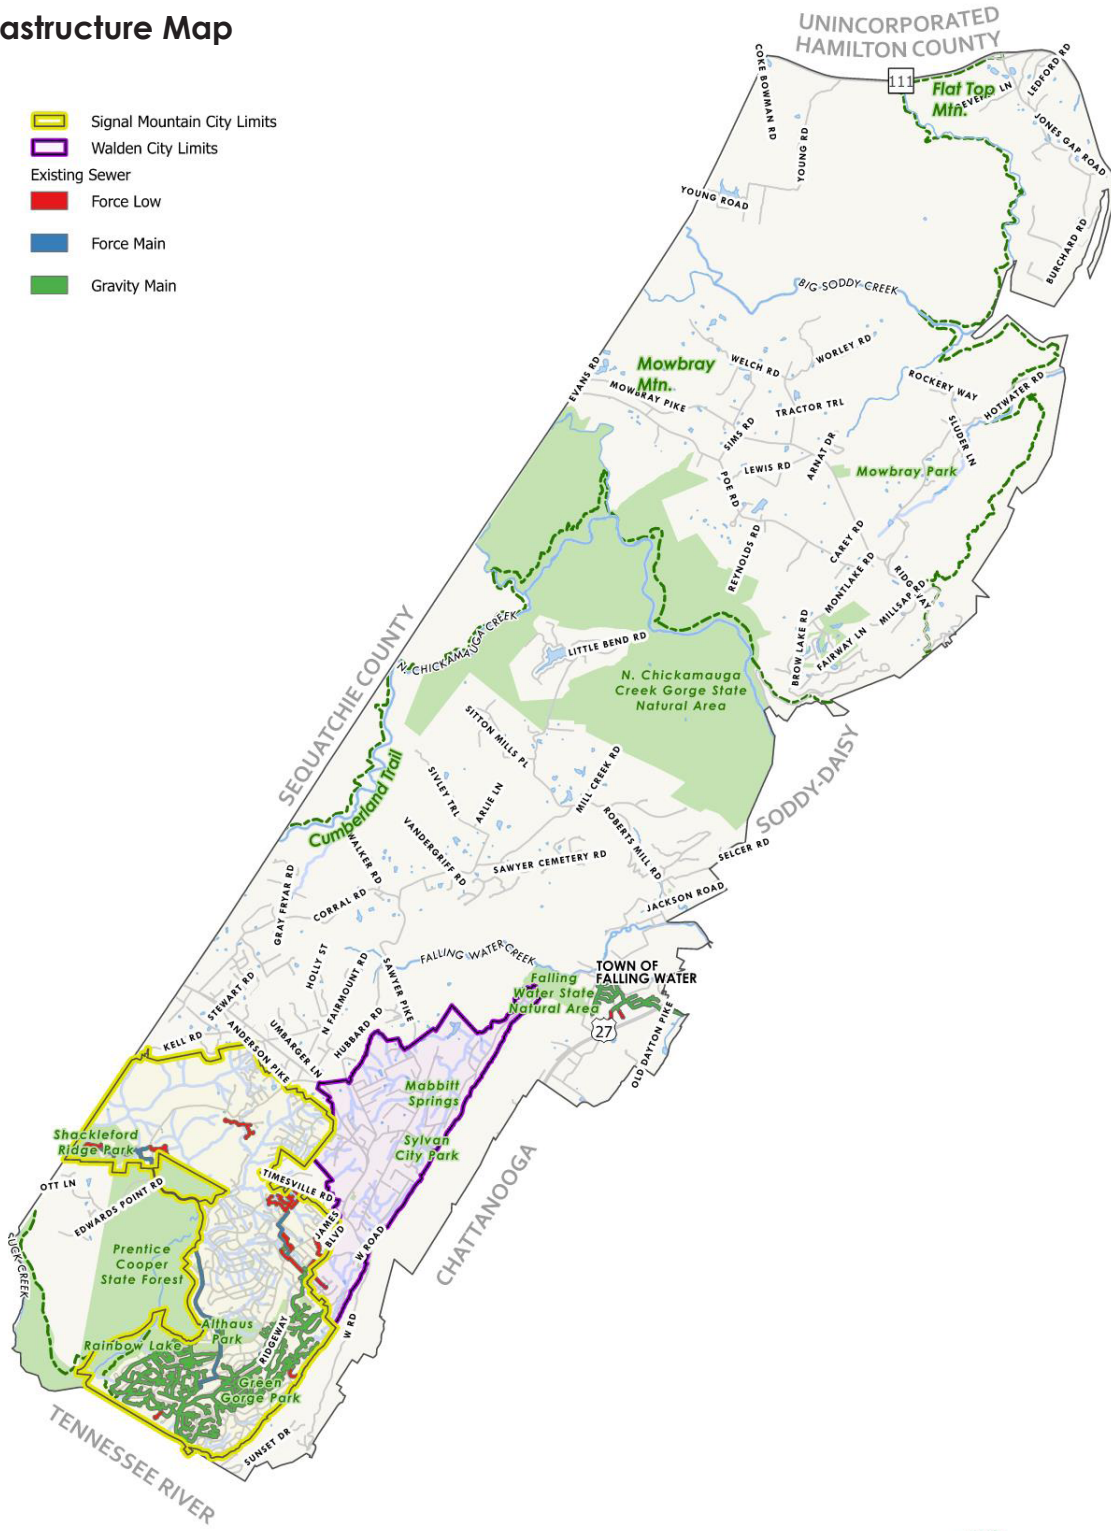 astructure Map
Signal Mountain City Limits
Walden City Limits
Existing Sewer
Force Low
Force Main
Gravity Main
UNINCORPORATED
HAMILTON COUNTY
COKE BOWMAN RD
YOUNG RD
YOUNG ROAD
111
Flat Top
Mtn.
LN
LEDFORD RD
JONES GAP ROAD
BURCHARD RD
BIG SODDY CREEK
EVANS RD
Mowbray
Mtn.
MOWBRAY PIKE
WELCH RD
WORLEY RD
TRACTOR TRL
ROCKERY WAY
HOTWATER RD
SLUDER LN
SIMS RD
LEWIS RD
ARNAT DR
Mowbray Park
POE RD
REYNOLDS RD
CAREY RD
MONTLAKE RD
MILLSAP RD
BROW LAKE RD
FAIRWAY LN
SEQUATCHIE COUNTY
N. CHICKAMAUGA CREEK
LITTLE BEND RD
N. Chickamauga
Creek Gorge State
Natural Area
SODDY-DAISY
SITTON MILLS PL
SIVLEY TRL
ARLIE LN
MILL CREEK RD
Cumberland Trail
WALKER RD
VANDERGRIFF RD
ROBERTS MILL RD
SAWYER CEMETERY RD
SELCER RD
JACKSON ROAD
GRAY FRYAR RD
CORRAL RD
HOLLY ST
N FAIRMOUNT RD
SAWYER PIKE
FALLING WATER CREEK
STEWART RD
HUBBARD RD
UMBARGER LN
ANDERSON PIKE
KELL RD
Falling
Water State
Natural Area
TOWN OF
FALLING WATER
27
OLD DAYTON PIKE
Mabbitt
Springs
Sylvan
City Park
CHATTANOOGA
Shackleford
Ridge Park
OTT LN
EDWARDS POINT RD
TIMESVILLE RD
JAMES
BLVD
W ROAD
W RD
SUCK CREEK
Prentice
Cooper
State Forest
Althaus
Park
RIDGEWAY
Rainbow Lake
Green
Gorge Park
SUNSET DR
TENNESSEE RIVER